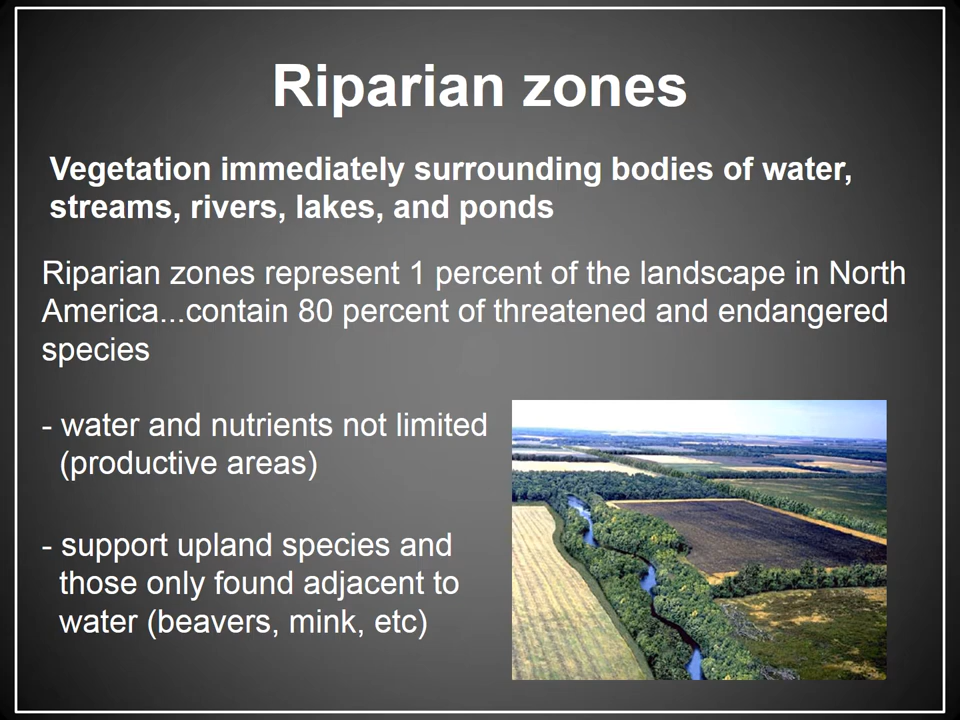 Riparian zones
Vegetation immediately surrounding bodies of water,
streams, rivers, lakes, and ponds
Riparian zones represent 1 percent of the landscape in North
America...contain 80 percent of threatened and endangered
species
- water and nutrients not limited
(productive areas)
- support upland species and
those only found adjacent to
water (beavers, mink, etc)